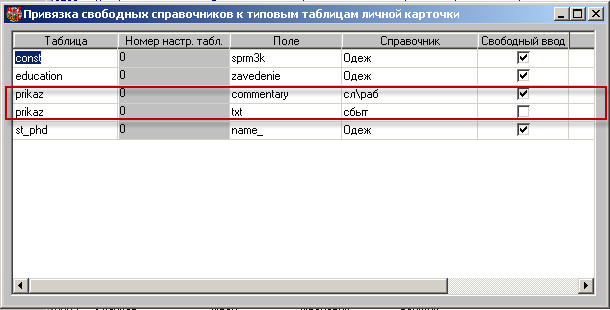 Привязка свободных справочников к типовым таблицам личной карточки
Таблица Номер настр. табл. Поле Справочник Свободный ввод
const 0 sprm3k Одеж
education 0 zavedenie Одеж
prikaz 0 commentary сл\раб
prikaz 0 txt сбыт
st_phd 0 name_ Одеж